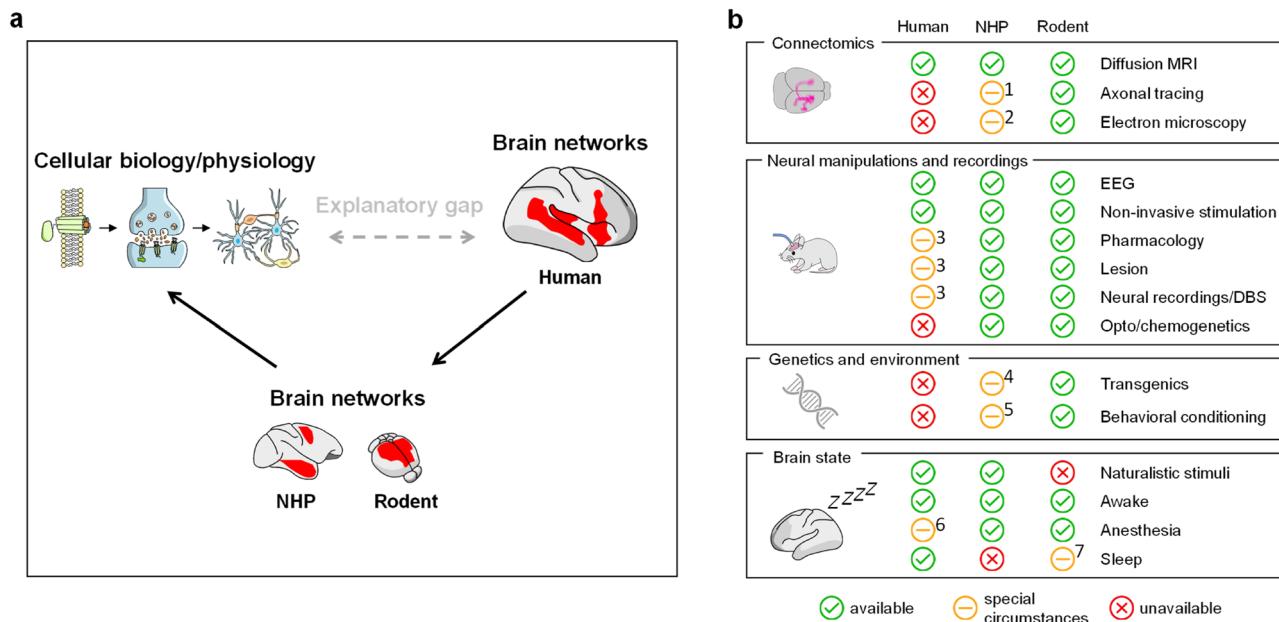 a
Cellular biology/physiology
Explanatory gap
Brain networks
Human
Brain networks
NHP
Rodent
b
Human NHP Rodent
Connectomics
Diffusion MRI
1 Axonal tracing
2 Electron microscopy
Neural manipulations and recordings
EEG
Non-invasive stimulation
3 Pharmacology
3 Lesion
3 Neural recordings/DBS
Opto/chemogenetics
Genetics and environment
4 Transgenics
5 Behavioral conditioning
Brain state
zzzz
Naturalistic stimuli
Awake
6 Anesthesia
7 Sleep
available
special
circumstances
unavailable